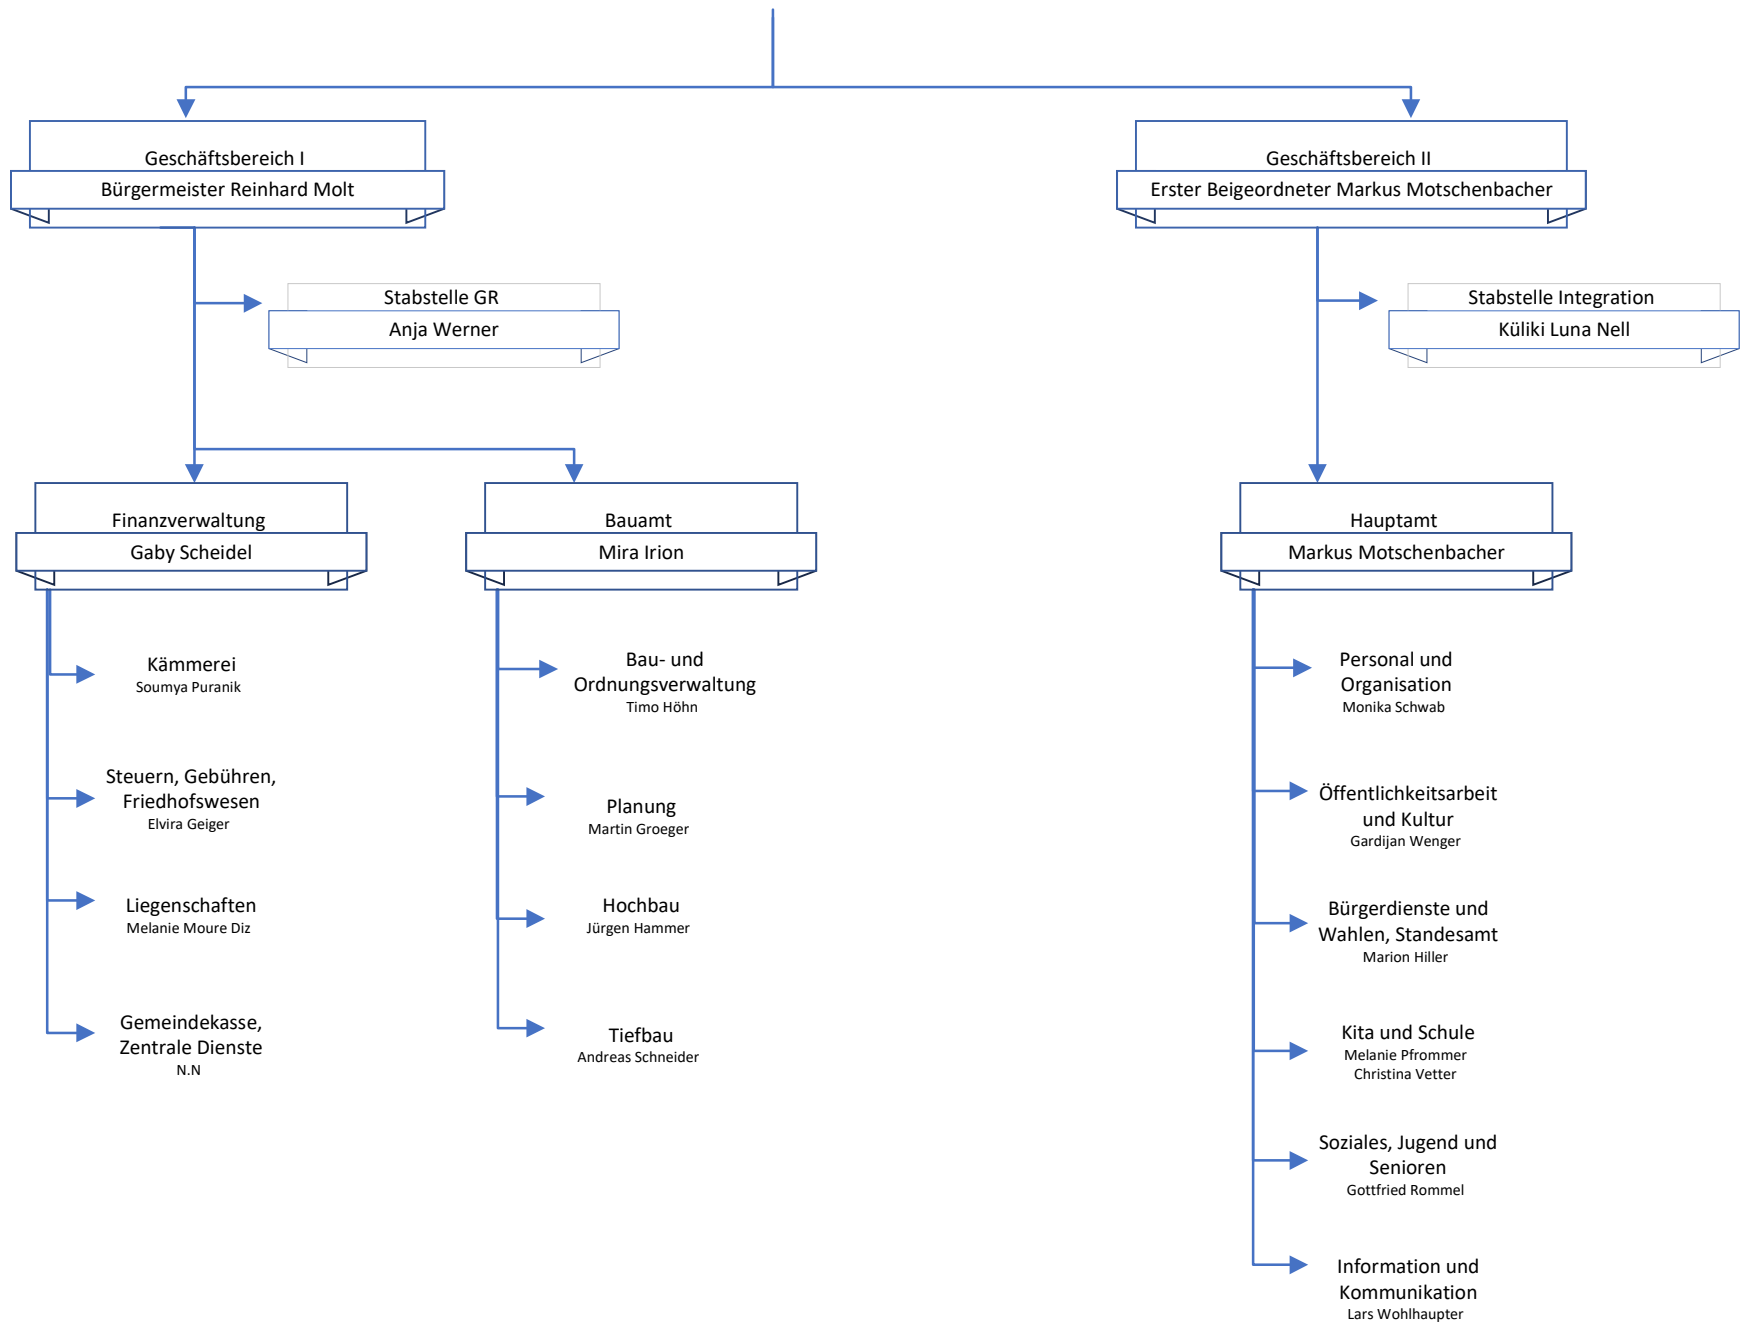 Geschäftsbereich I
Bürgermeister Reinhard Molt
Geschäftsbereich II
Erster Beigeordneter Markus Motschenbacher
Stabstelle GR
Anja Werner
Stabstelle Integration
Küliki Luna Nell
Finanzverwaltung
Gaby Scheidel
Bauamt
Mira Irion
Hauptamt
Markus Motschenbacher
Kämmerei
Soumya Puranik
Steuern, Gebühren,
Friedhofswesen
Elvira Geiger
Liegenschaften
Melanie Moure Diz
Gemeindekasse,
Zentrale Dienste
N.N
Bau- und
Ordnungsverwaltung
Timo Höhn
Planung
Martin Groeger
Hochbau
Jürgen Hammer
Tiefbau
Andreas Schneider
Personal und
Organisation
Monika Schwab
Öffentlichkeitsarbeit
und Kultur
Gardijan Wenger
Bürgerdienste und
Wahlen, Standesamt
Marion Hiller
Kita und Schule
Melanie Pfrommer
Christina Vetter
Soziales, Jugend und
Senioren
Gottfried Rommel
Information und
Kommunikation
Lars Wohlhaupter